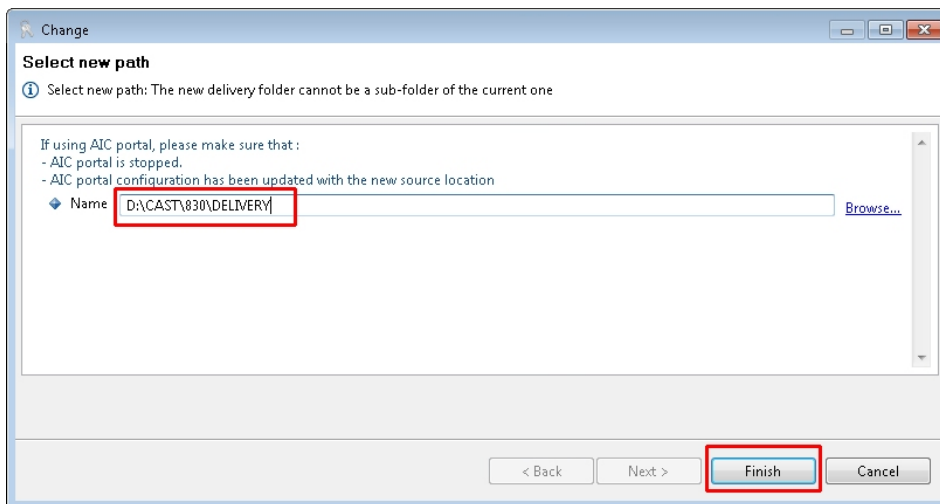 Change
Select new path
Select new path: The new delivery folder cannot be a sub-folder of the current one
If using AIC portal, please make sure that :
- AIC portal is stopped.
- AIC portal configuration has been updated with the new source location
Name D:\CAST\830\DELIVERY Browse...
< Back Next > Finish Cancel